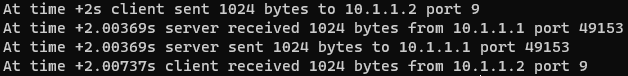 At time +2s client sent 1024 bytes to 10.1.1.2 port 9
At time +2.00369s server received 1024 bytes from 10.1.1.1 port 49153
At time +2.00369s server sent 1024 bytes to 10.1.1.1 port 49153
At time +2.00737s client received 1024 bytes from 10.1.1.2 port 9